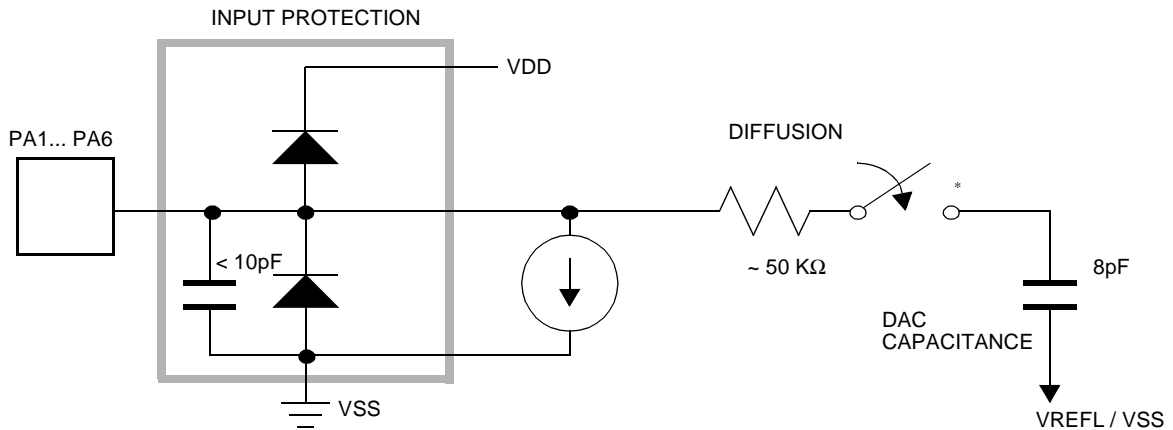 INPUT PROTECTION
VDD
PA1... PA6
DIFFUSION
*
< 10pF
~ 50 KΩ
8pF
DAC
CAPACITANCE
VSS
VREFL / VSS